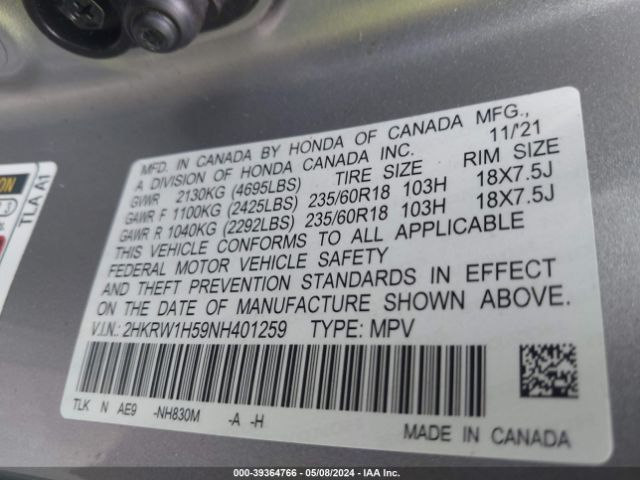 MFD. IN CANADA BY HONDA OF CANADA MFG.,
A DIVISION OF HONDA CANADA INC. 11/'21
GVWR 2130KG (4695LBS) TIRE SIZE RIM SIZE
GAWR F 1100KG (2425LBS) 235/60R18 103H 18X7.5J
GAWR R 1040KG (2292LBS) 235/60R18 103H 18X7.5J
THIS VEHICLE CONFORMS TO ALL APPLICABLE
FEDERAL MOTOR VEHICLE SAFETY
AND THEFT PREVENTION STANDARDS IN EFFECT
ON THE DATE OF MANUFACTURE SHOWN ABOVE.
V.I.N.: 2HKRW1H59NH401259 TYPE: MPV
TLK N AE9 -NH830M -A -H
MADE IN CANADA
TLA A1
000-39364766 - 05/08/2024 - IAA Inc.